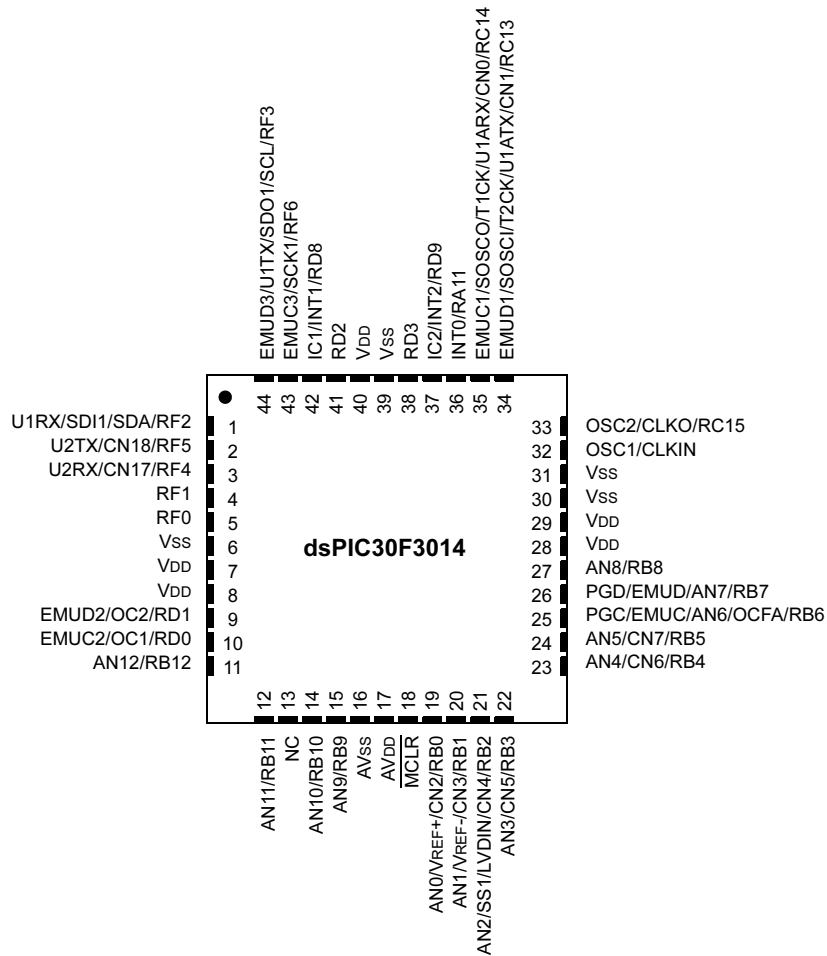 EMUD3/U1TX/SDO1/SCL/RF3
EMUC3/SCK1/RF6
IC1/INT1/RD8
RD2
VDD
VSS
RD3
IC2/INT2/RD9
INT0/RA11
EMUC1/SOSCO/T1CK/U1ARX/CN0/RC14
EMUD1/SOSCI/T2CK/U1ATX/CN1/RC13
44
43
42
41
40
39
38
37
36
35
34
U1RX/SDI1/SDA/RF2 1
U2TX/CN18/RF5 2
U2RX/CN17/RF4 3
RF1 4
RF0 5
VSS 6
VDD 7
VDD 8
EMUD2/OC2/RD1 9
EMUC2/OC1/RD0 10
AN12/RB12 11
dsPIC30F3014
33 OSC2/CLKO/RC15
32 OSC1/CLKIN
31 VSS
30 VSS
29 VDD
28 VDD
27 AN8/RB8
26 PGD/EMUD/AN7/RB7
25 PGC/EMUC/AN6/OCFA/RB6
24 AN5/CN7/RB5
23 AN4/CN6/RB4
12
13
14
15
16
17
18
19
20
21
22
AN11/RB11
NC
AN10/RB10
AN9/RB9
AVSS
AVDD
MCLR
AN0/VREF+/CN2/RB0
AN1/VREF-/CN3/RB1
AN2/SS1/LVDIN/CN4/RB2
AN3/CN5/RB3